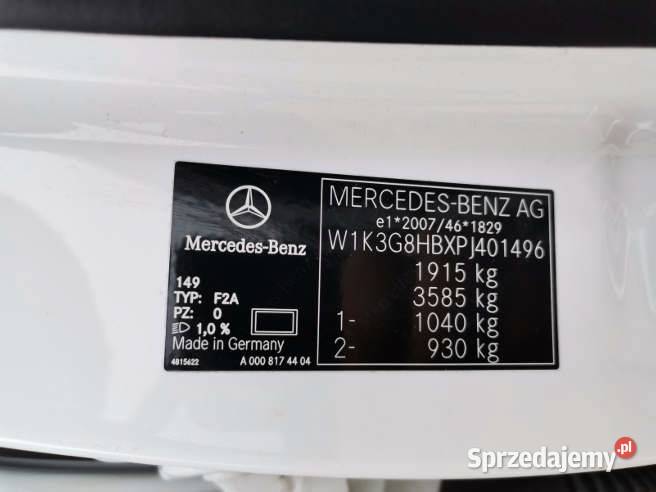 Mercedes-Benz
149
TYP: F2A
PZ: 0
1,0 %
Made in Germany
4815622
A 000 817 44 04
MERCEDES-BENZ AG
e1*2007/46*1829
W1K3G8HBXPJ401496
1915 kg
3585 kg
1- 1040 kg
2- 930 kg
Sprzedajemy.pl